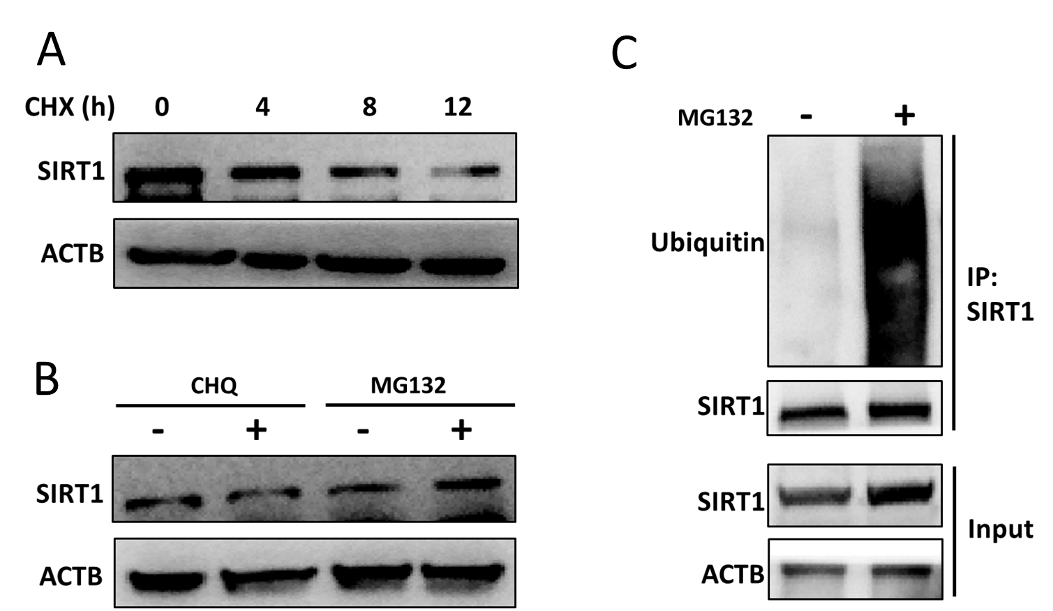 A
CHX (h) 0 4 8 12
SIRT1
ACTB
B
CHQ MG132
- + - +
SIRT1
ACTB
C
MG132 - +
Ubiquitin
IP:
SIRT1
SIRT1
SIRT1
Input
ACTB